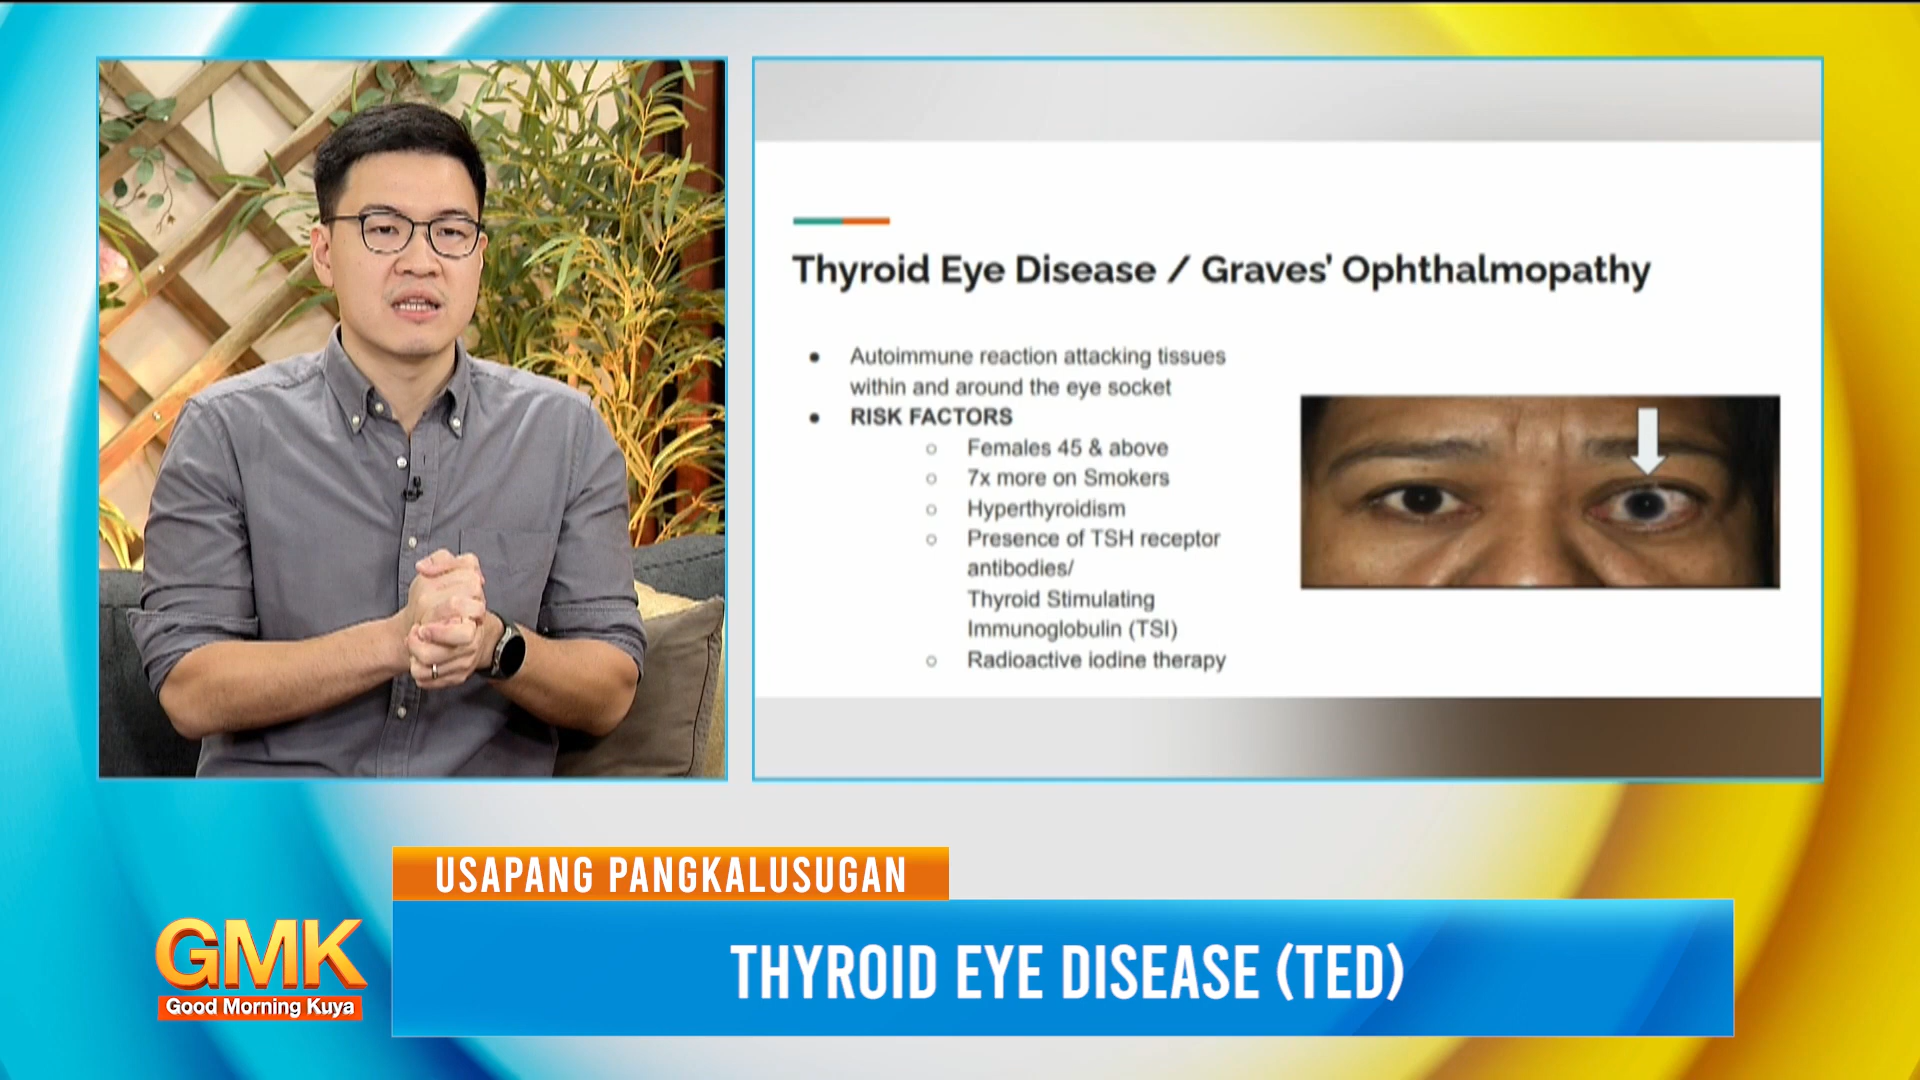 Thyroid Eye Disease / Graves' Ophthalmopathy
● Autoimmune reaction attacking tissues
within and around the eye socket
● RISK FACTORS
○ Females 45 & above
○ 7x more on Smokers
○ Hyperthyroidism
○ Presence of TSH receptor
antibodies/
Thyroid Stimulating
Immunoglobulin (TSI)
○ Radioactive iodine therapy
USAPANG PANGKALUSUGAN
THYROID EYE DISEASE (TED)
GMK
Good Morning Kuya